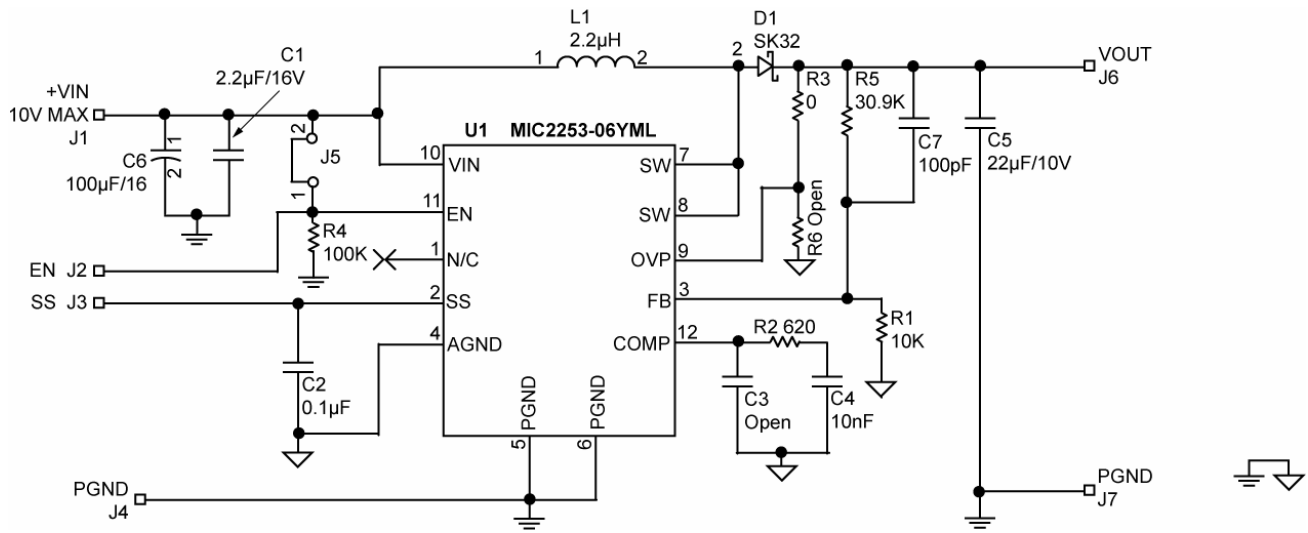 L1
2.2µH
1
2
2
D1
SK32
VOUT
J6
C1
2.2µF/16V
+VIN
10V MAX
J1
R3
0
R5
30.9K
C7
100pF
C5
22µF/10V
C6
100µF/16
1
2
2
J5
1
U1 MIC2253-06YML
10
VIN
11
EN
1
N/C
2
SS
4
AGND
SW
7
SW
8
OVP
9
FB
3
COMP
12
PGND
5
PGND
6
R4
100K
R6 Open
EN J2
SS J3
R2 620
R1
10K
C2
0.1µF
C3
Open
C4
10nF
PGND
J4
PGND
J7